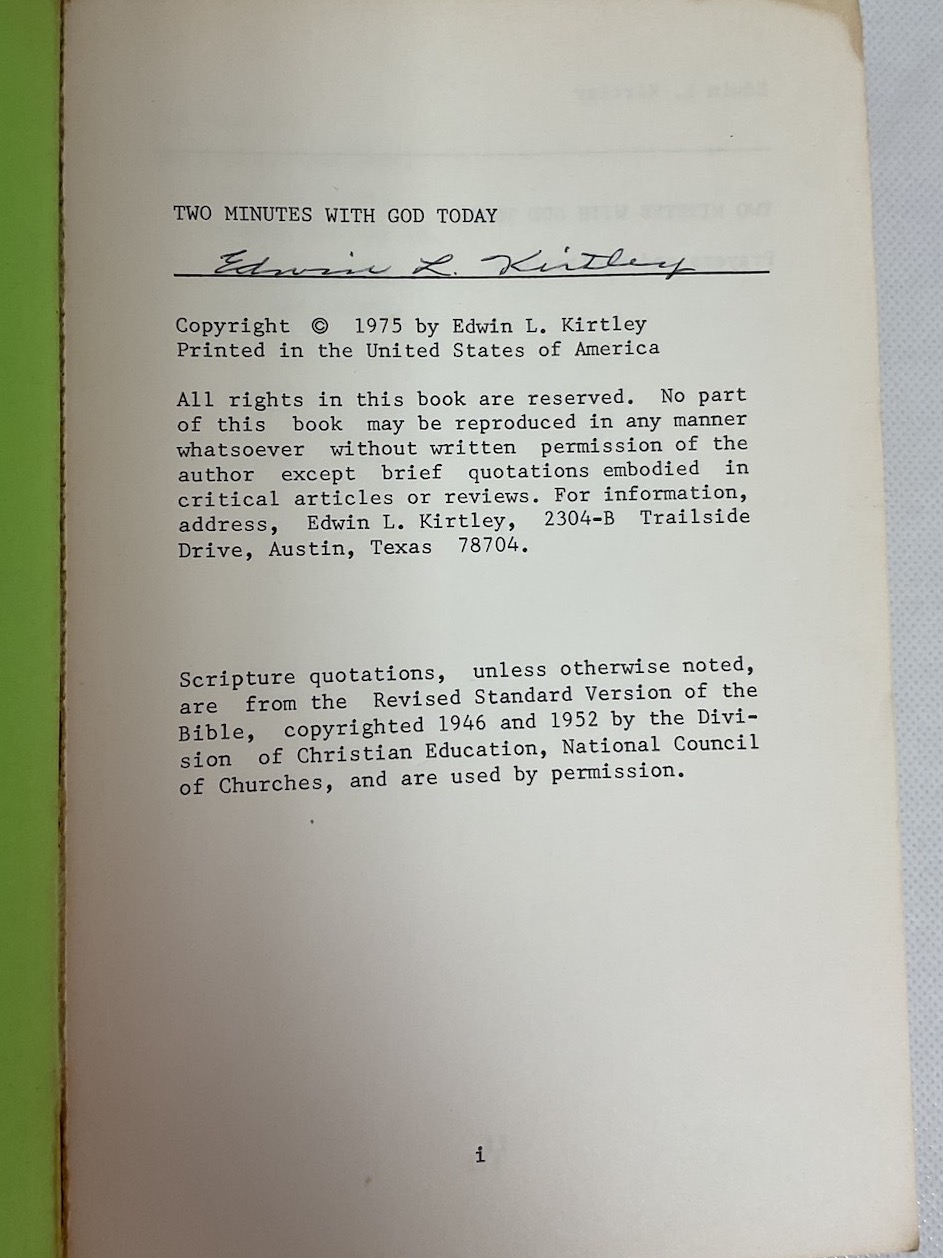 TWO MINUTES WITH GOD TODAY
Edwin L. Kirtley
Copyright © 1975 by Edwin L. Kirtley
Printed in the United States of America
All rights in this book are reserved. No part
of this book may be reproduced in any manner
whatsoever without written permission of the
author except brief quotations embodied in
critical articles or reviews. For information,
address, Edwin L. Kirtley, 2304-B Trailside
Drive, Austin, Texas 78704.
Scripture quotations, unless otherwise noted,
are from the Revised Standard Version of the
Bible, copyrighted 1946 and 1952 by the Divi-
sion of Christian Education, National Council
of Churches, and are used by permission.
i